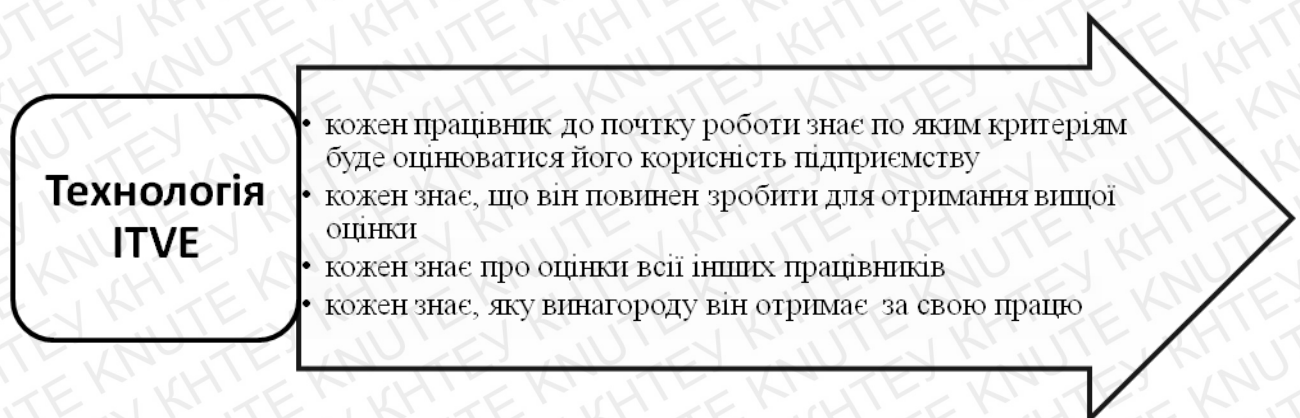 Технологія
ITVE
• кожен працівник до почтку роботи знає по яким критеріям
буде оцінюватися його корисність підприємству
• кожен знає, що він повинен зробити для отримання вищої
оцінки
• кожен знає про оцінки всії інших працівників
• кожен знає, яку винагороду він отримає за свою працю